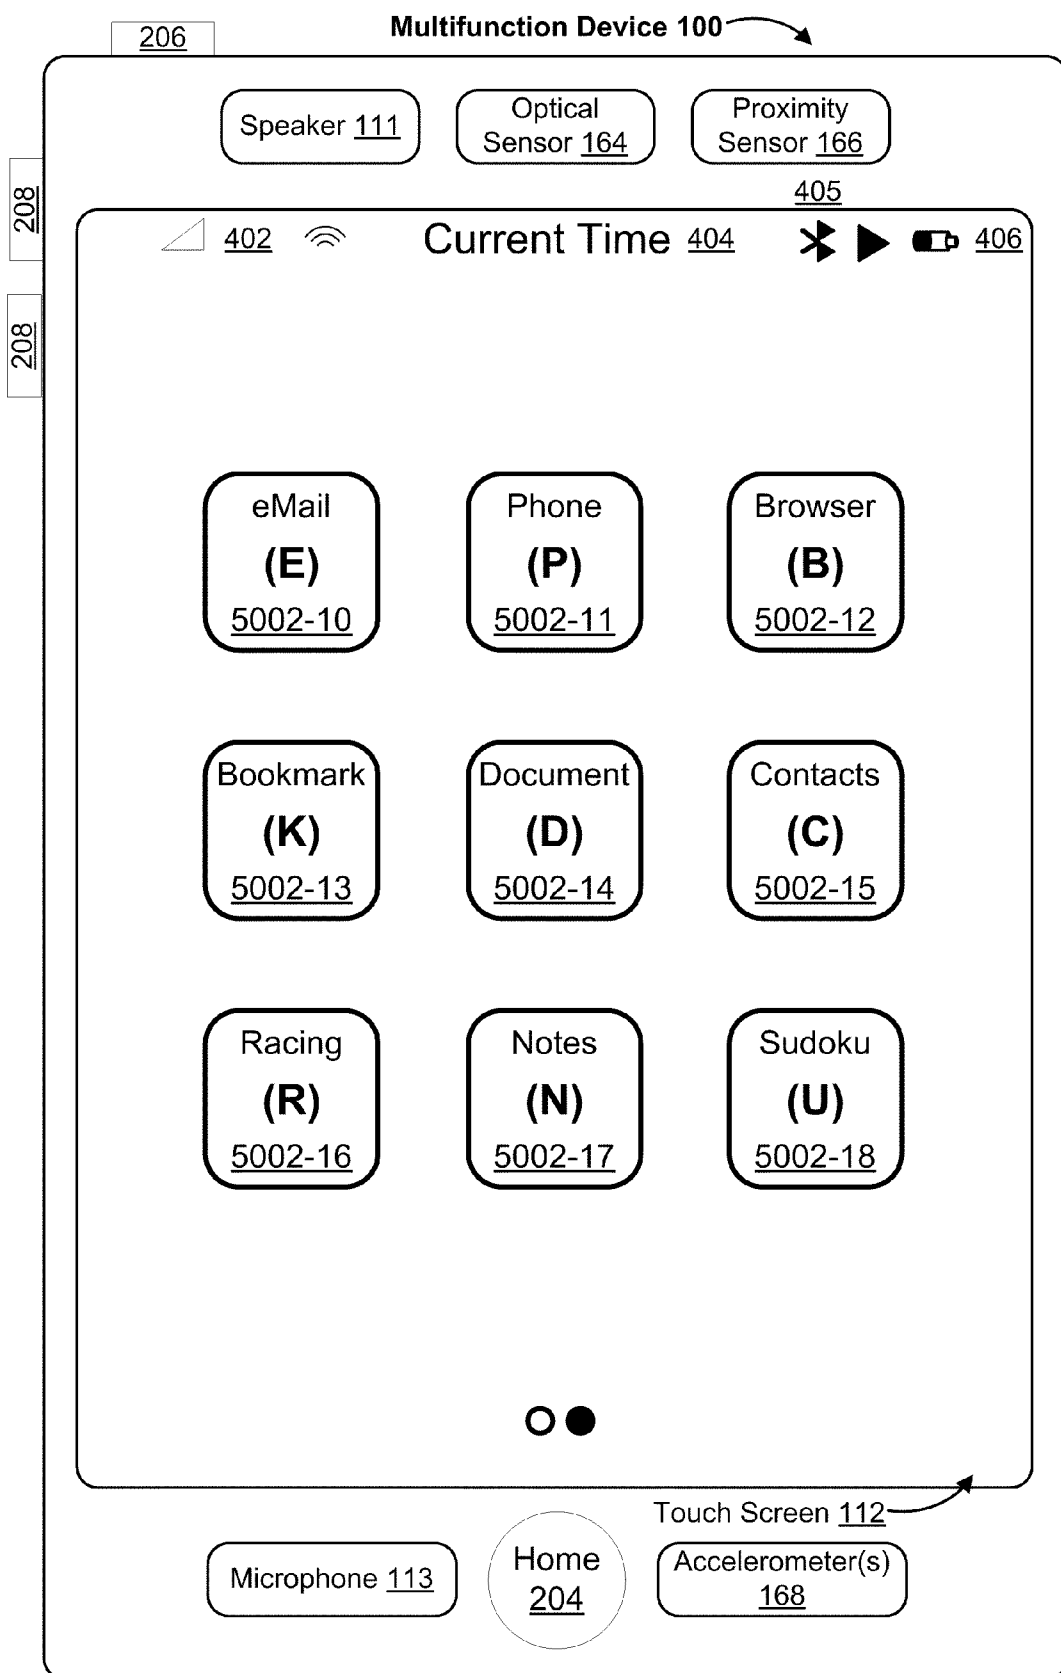 Multifunction Device 100
206
Speaker 111
Optical
Sensor 164
Proximity
Sensor 166
208
208
405
402
Current Time 404
406
eMail
(E)
5002-10
Phone
(P)
5002-11
Browser
(B)
5002-12
Bookmark
(K)
5002-13
Document
(D)
5002-14
Contacts
(C)
5002-15
Racing
(R)
5002-16
Notes
(N)
5002-17
Sudoku
(U)
5002-18
Touch Screen 112
Microphone 113
Home
204
Accelerometer(s)
168